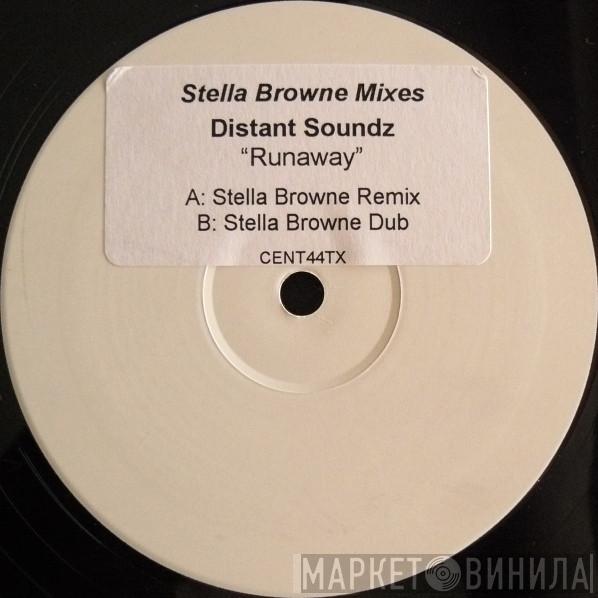 Stella Browne Mixes
Distant Soundz
“Runaway”
A: Stella Browne Remix
B: Stella Browne Dub
CENT44TX
МАРКЕТ ВИНИЛА